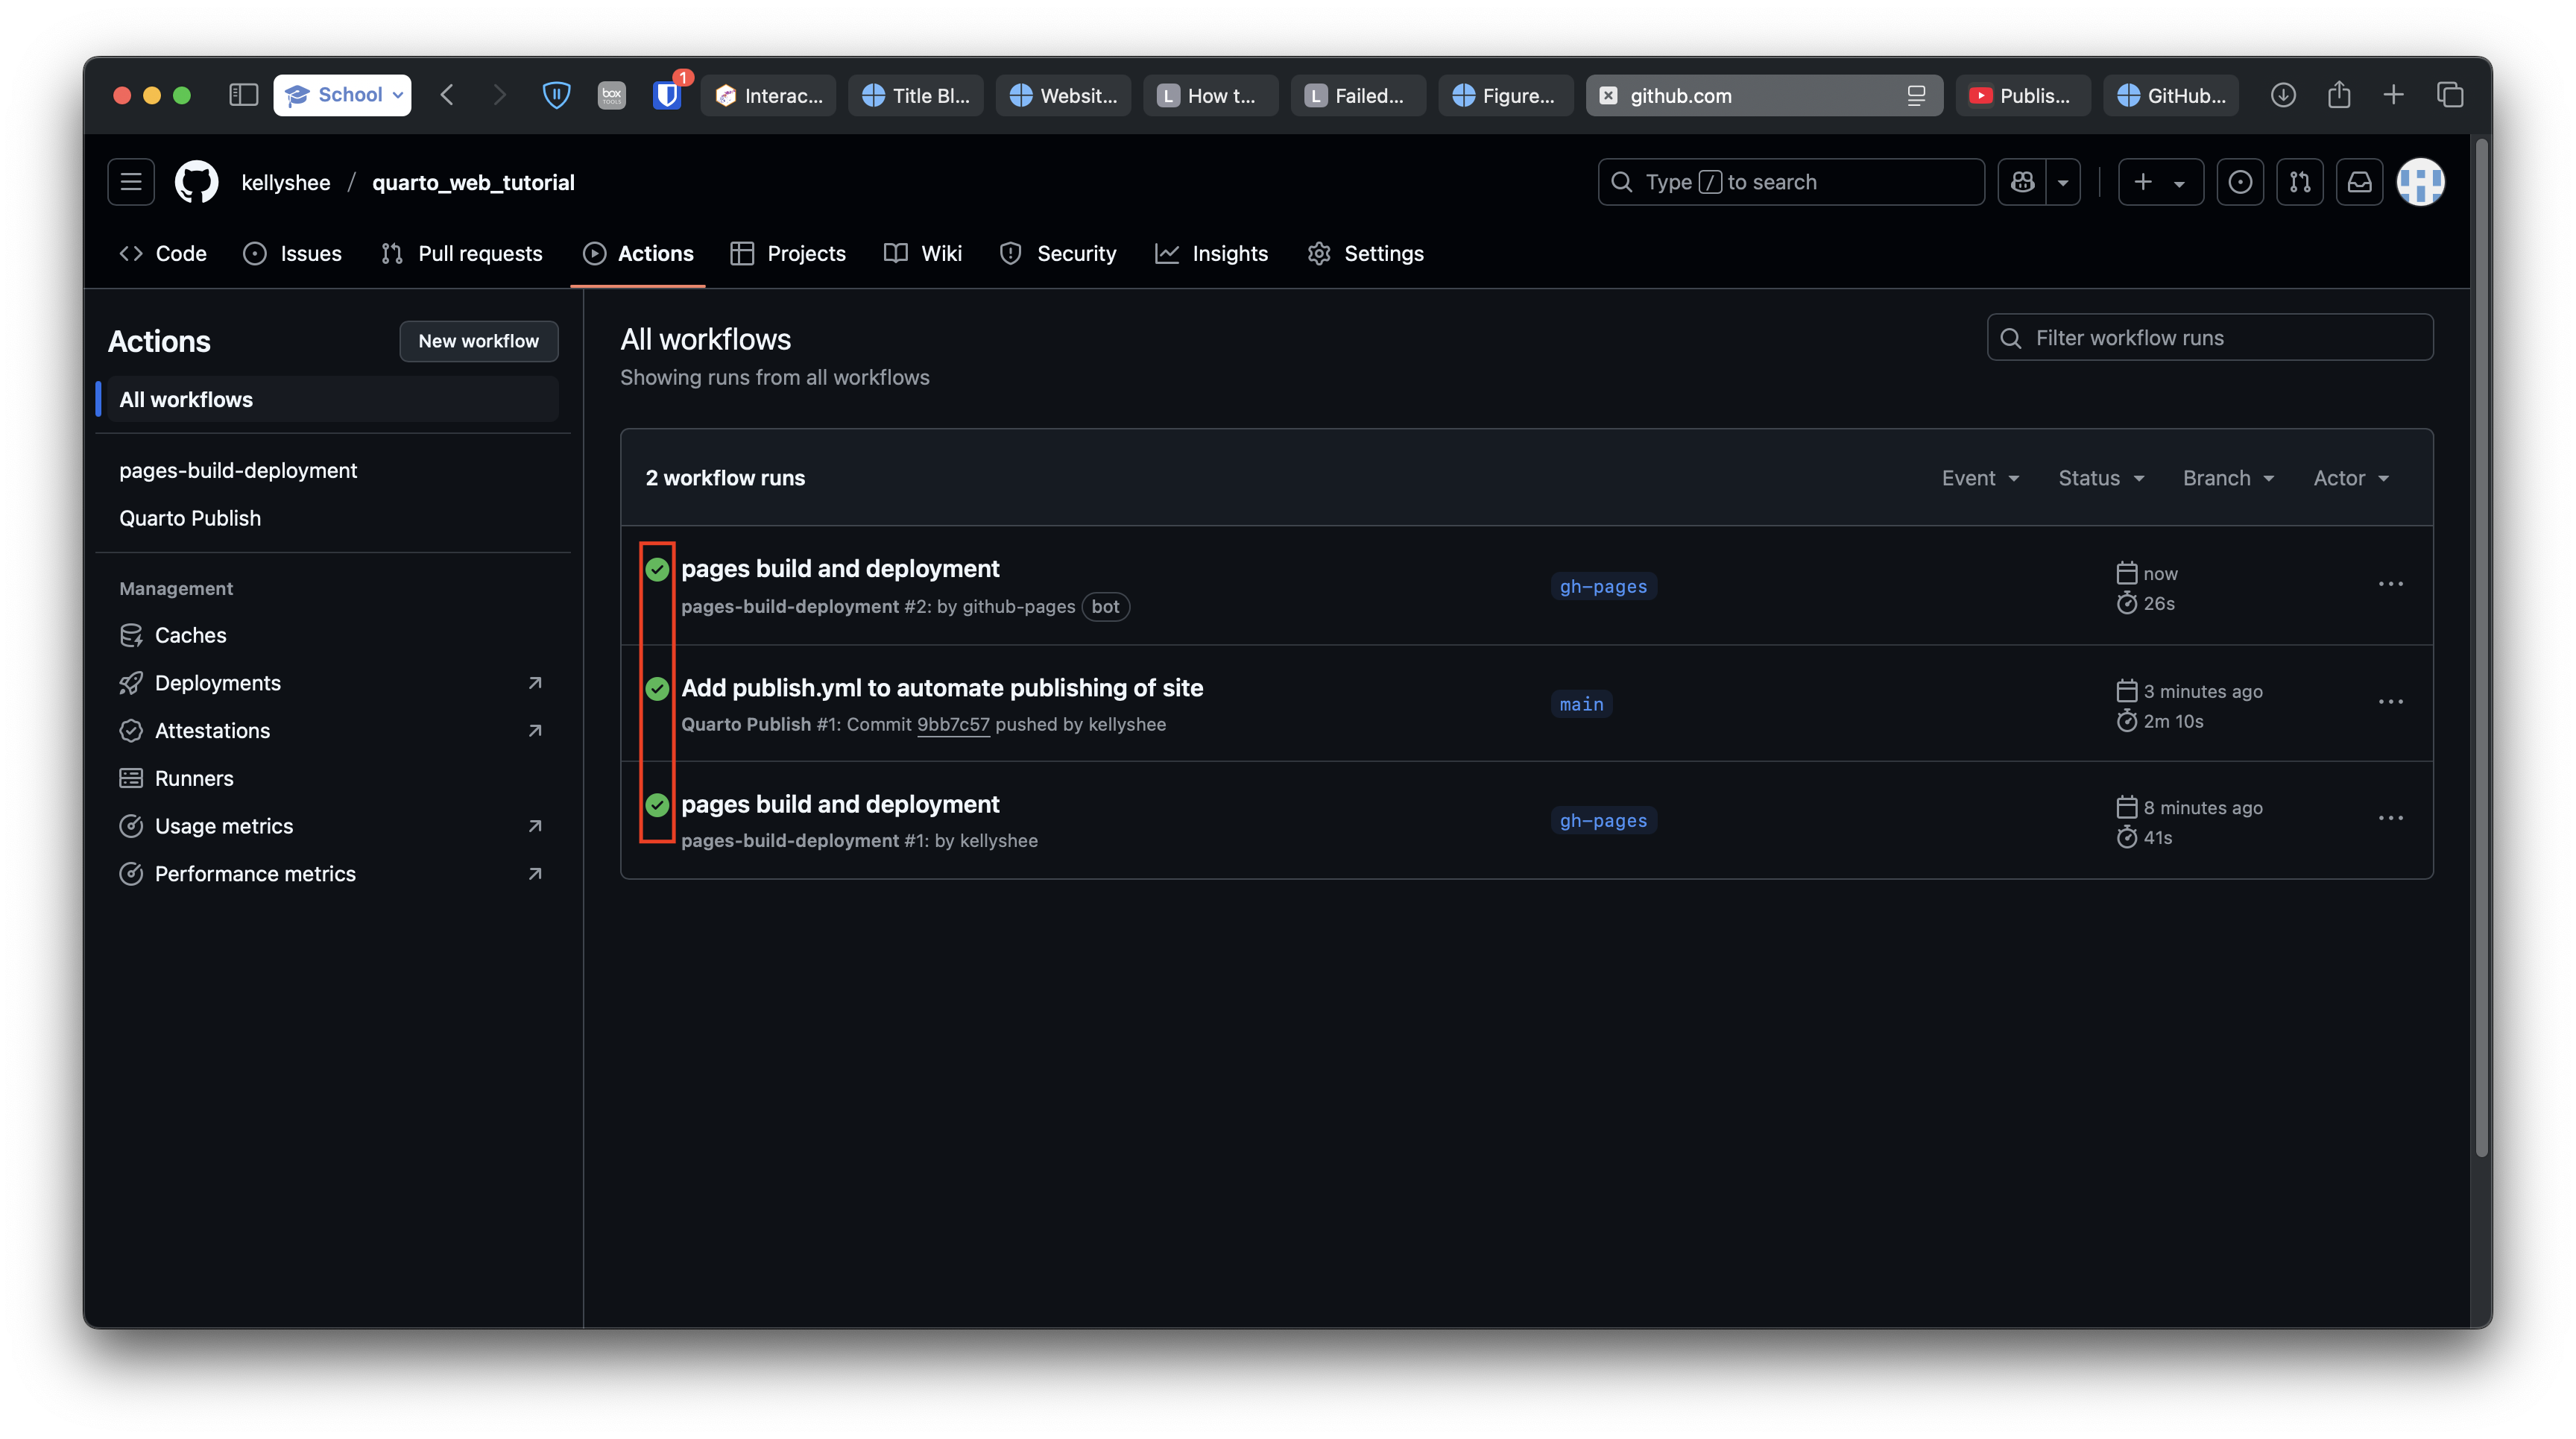 School
box
TOOLS
1
Interac...
Title Bl...
Websit...
L
How t...
L
Failed...
Figure...
github.com
Publis...
GitHub...
kellyshee / quarto_web_tutorial
Type / to search
Code
Issues
Pull requests
Actions
Projects
Wiki
Security
Insights
Settings
Actions
New workflow
All workflows
pages-build-deployment
Quarto Publish
Management
Caches
Deployments
Attestations
Runners
Usage metrics
Performance metrics
All workflows
Showing runs from all workflows
Filter workflow runs
2 workflow runs
Event
Status
Branch
Actor
pages build and deployment
pages-build-deployment #2: by github-pages bot
gh-pages
now
26s
Add publish.yml to automate publishing of site
Quarto Publish #1: Commit 9bb7c57 pushed by kellyshee
main
3 minutes ago
2m 10s
pages build and deployment
pages-build-deployment #1: by kellyshee
gh-pages
8 minutes ago
41s